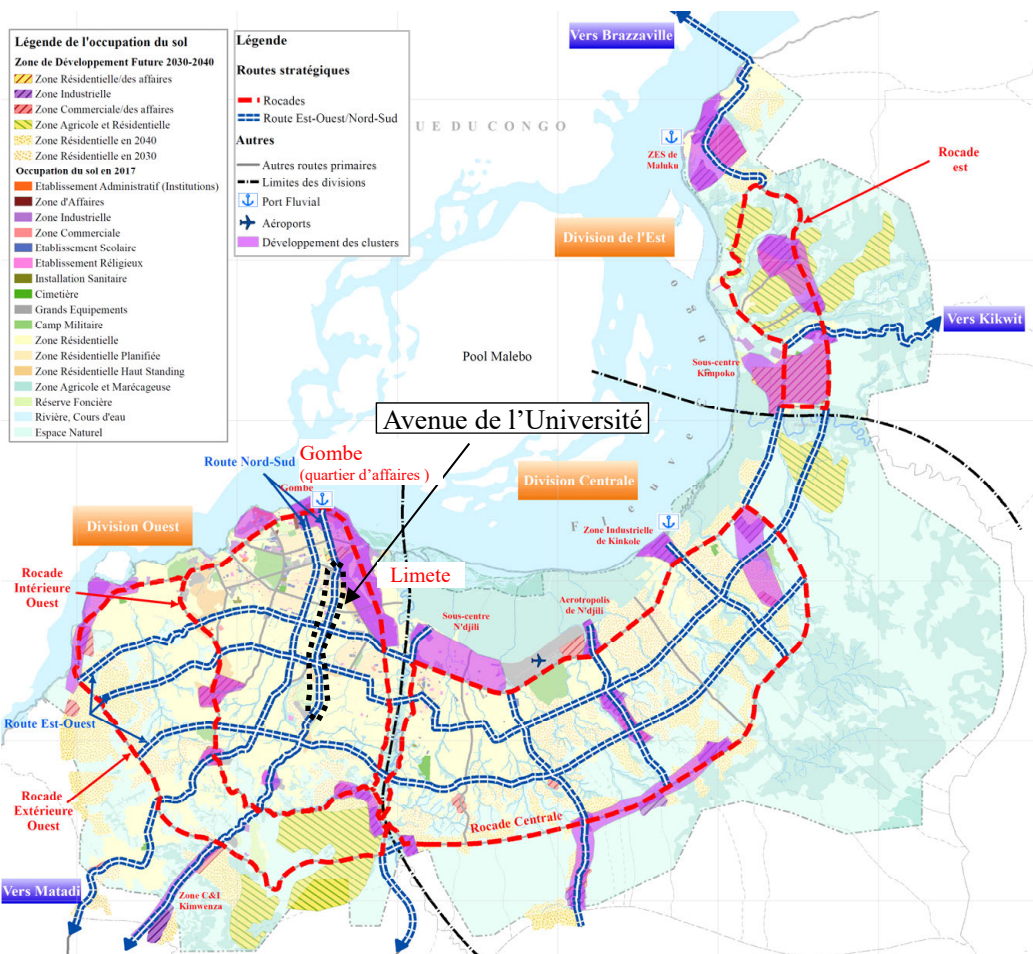 Légende de l'occupation du sol
Zone de Développement Future 2030-2040
Zone Résidentielle/des affaires
Zone Industrielle
Zone Commerciale/des affaires
Zone Agricole et Résidentielle
Zone Résidentielle en 2040
Zone Résidentielle en 2030
Occupation du sol en 2017
Etablissement Administratif (Institutions)
Zone d'Affaires
Zone Industrielle
Zone Commerciale
Etablissement Scolaire
Etablissement Réligieux
Installation Sanitaire
Cimetière
Grands Equipements
Camp Militaire
Zone Résidentielle
Zone Résidentielle Planifiée
Zone Résidentielle Haut Standing
Zone Agricole et Marécageuse
Réserve Foncière
Rivière, Cours d'eau
Espace Naturel
Légende
Routes stratégiques
Rocades
Route Est-Ouest/Nord-Sud
Autres
Autres routes primaires
Limites des divisions
Port Fluvial
Aéroports
Développement des clusters
UE DU CONGO
Vers Brazzaville
ZES de
Maluku
Rocade
est
Division de l'Est
Vers Kikwit
Pool Malebo
Sous-centre
Kimpoko
Avenue de l'Université
Route Nord-Sud
Gombe
(quartier d'affaires )
Gombe
Division Centrale
Division Ouest
Fleuve Congo
Zone Industrielle
de Kinkole
Rocade
Intérieure
Ouest
Limete
Sous-centre
N'djili
Aerotropolis
de N'djili
Route Est-Ouest
Rocade
Extérieure
Ouest
Rocade Centrale
Vers Matadi
Zone C&I
Kimwenza